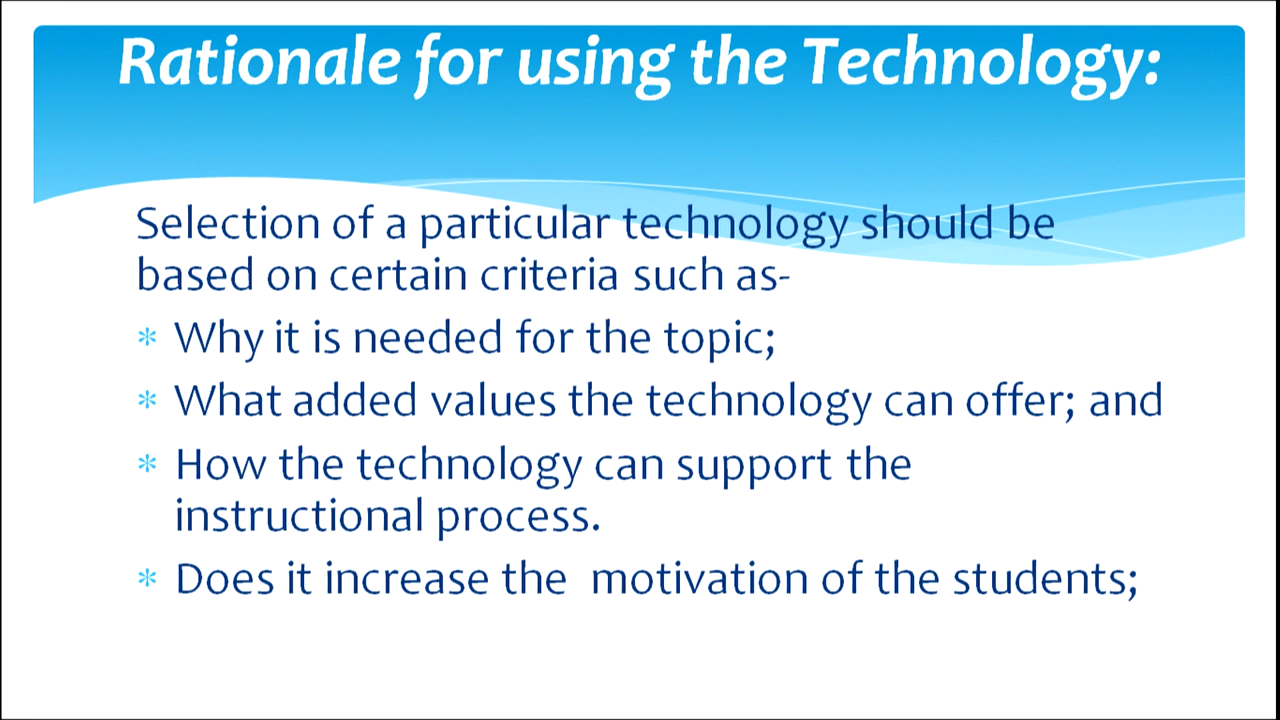 Rationale for using the Technology:
Selection of a particular technology should be
based on certain criteria such as-
* Why it is needed for the topic;
* What added values the technology can offer; and
* How the technology can support the
instructional process.
* Does it increase the  motivation of the students;